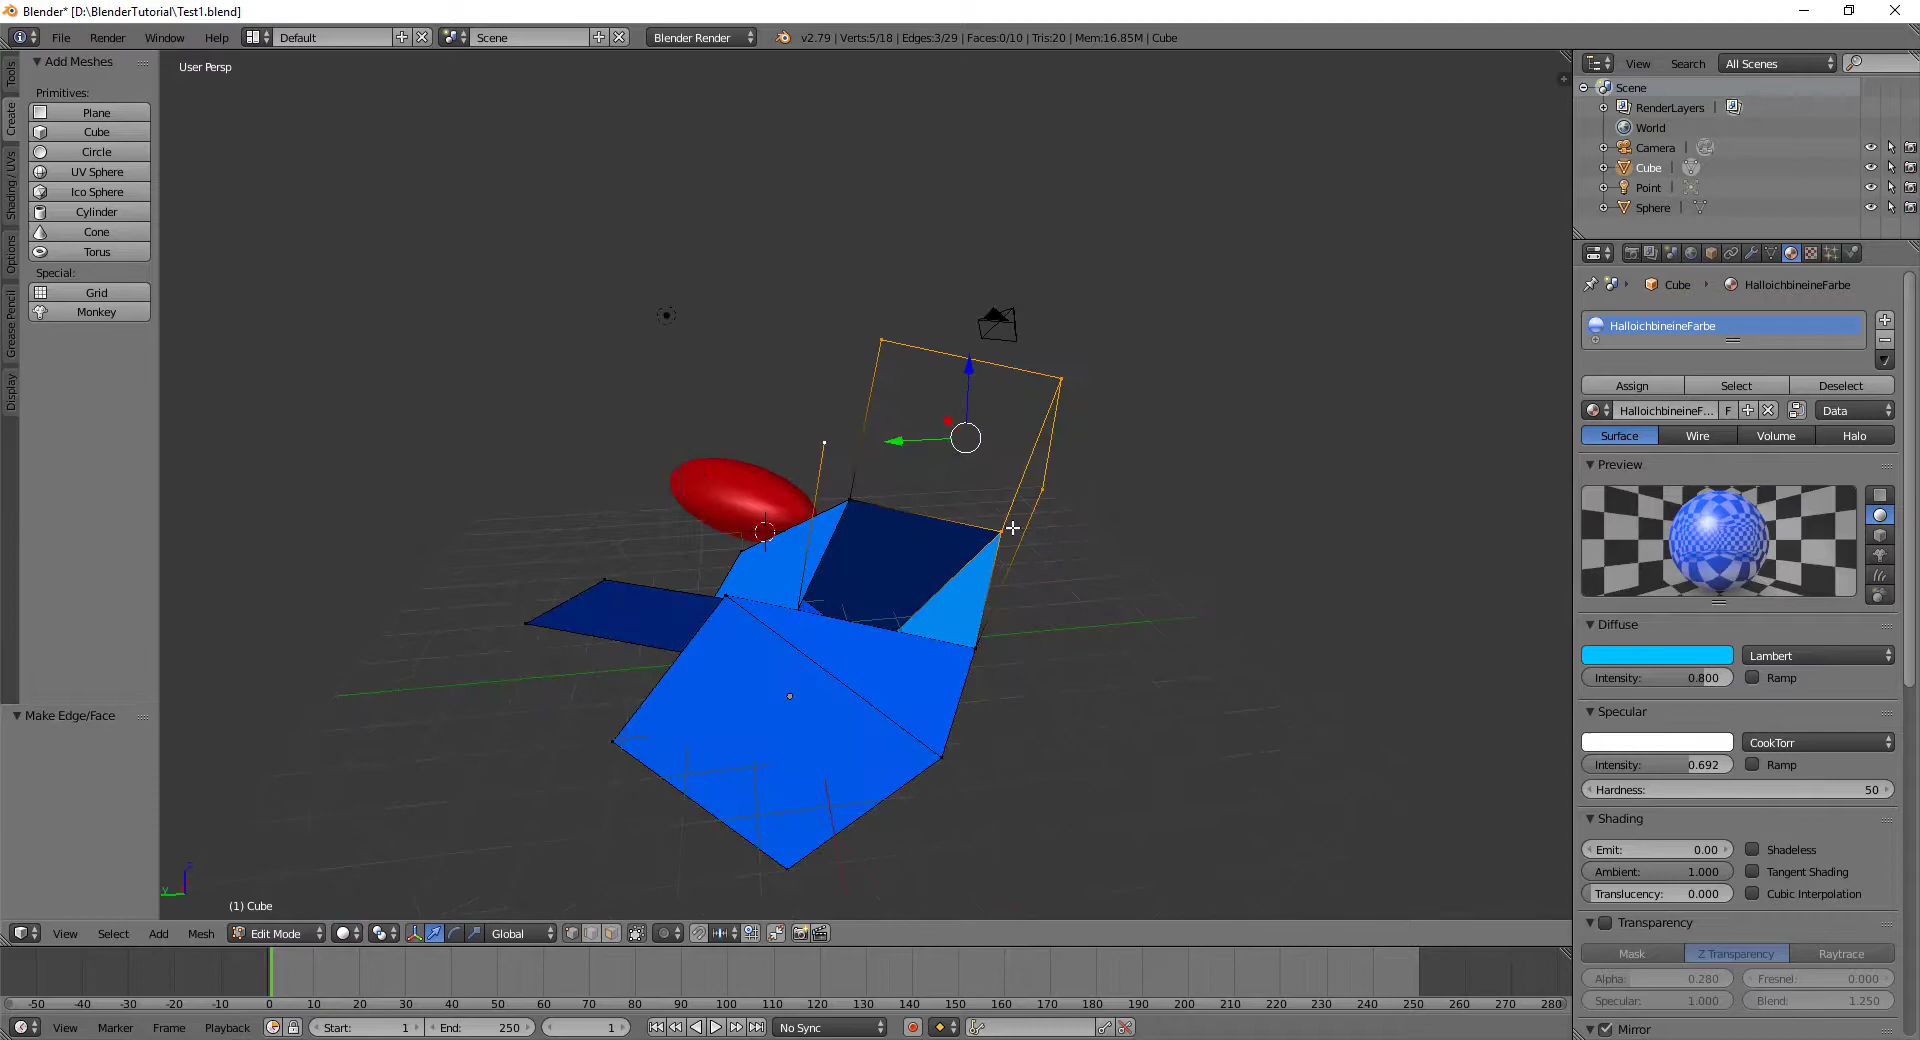 Blender* [D:\BlenderTutorial\Test1.blend]
File Render Window Help Default Scene Blender Render v2.79 | Verts:5/18 | Edges:3/29 | Faces:0/10 | Tris:20 | Mem:16.85M | Cube
Add Meshes
Primitives:
Plane
Cube
Circle
UV Sphere
Ico Sphere
Cylinder
Cone
Torus
Special:
Grid
Monkey
Make Edge/Face
Tools
Create
Shading / UVs
Options
Grease Pencil
Display
User Persp
z
y
(1) Cube
View Select Add Mesh Edit Mode Global
-50 -40 -30 -20 -10 0 10 20 30 40 50 60 70 80 90 100 110 120 130 140 150 160 170 180 190 200 210 220 230 240 250 260 270 280
View Marker Frame Playback Start: 1 End: 250 1 No Sync
View Search All Scenes
Scene
RenderLayers
World
Camera
Cube
Point
Sphere
Cube HalloichbineineFarbe
HalloichbineineFarbe
Assign Select Deselect
HalloichbineineF... F Data
Surface Wire Volume Halo
Preview
Diffuse
Lambert
Intensity: 0.800 Ramp
Specular
CookTorr
Intensity: 0.692 Ramp
Hardness: 50
Shading
Emit: 0.00 Shadeless
Ambient: 1.000 Tangent Shading
Translucency: 0.000 Cubic Interpolation
Transparency
Mask Z Transparency Raytrace
Alpha: 0.280 Fresnel: 0.000
Specular: 1.000 Blend: 1.250
Mirror